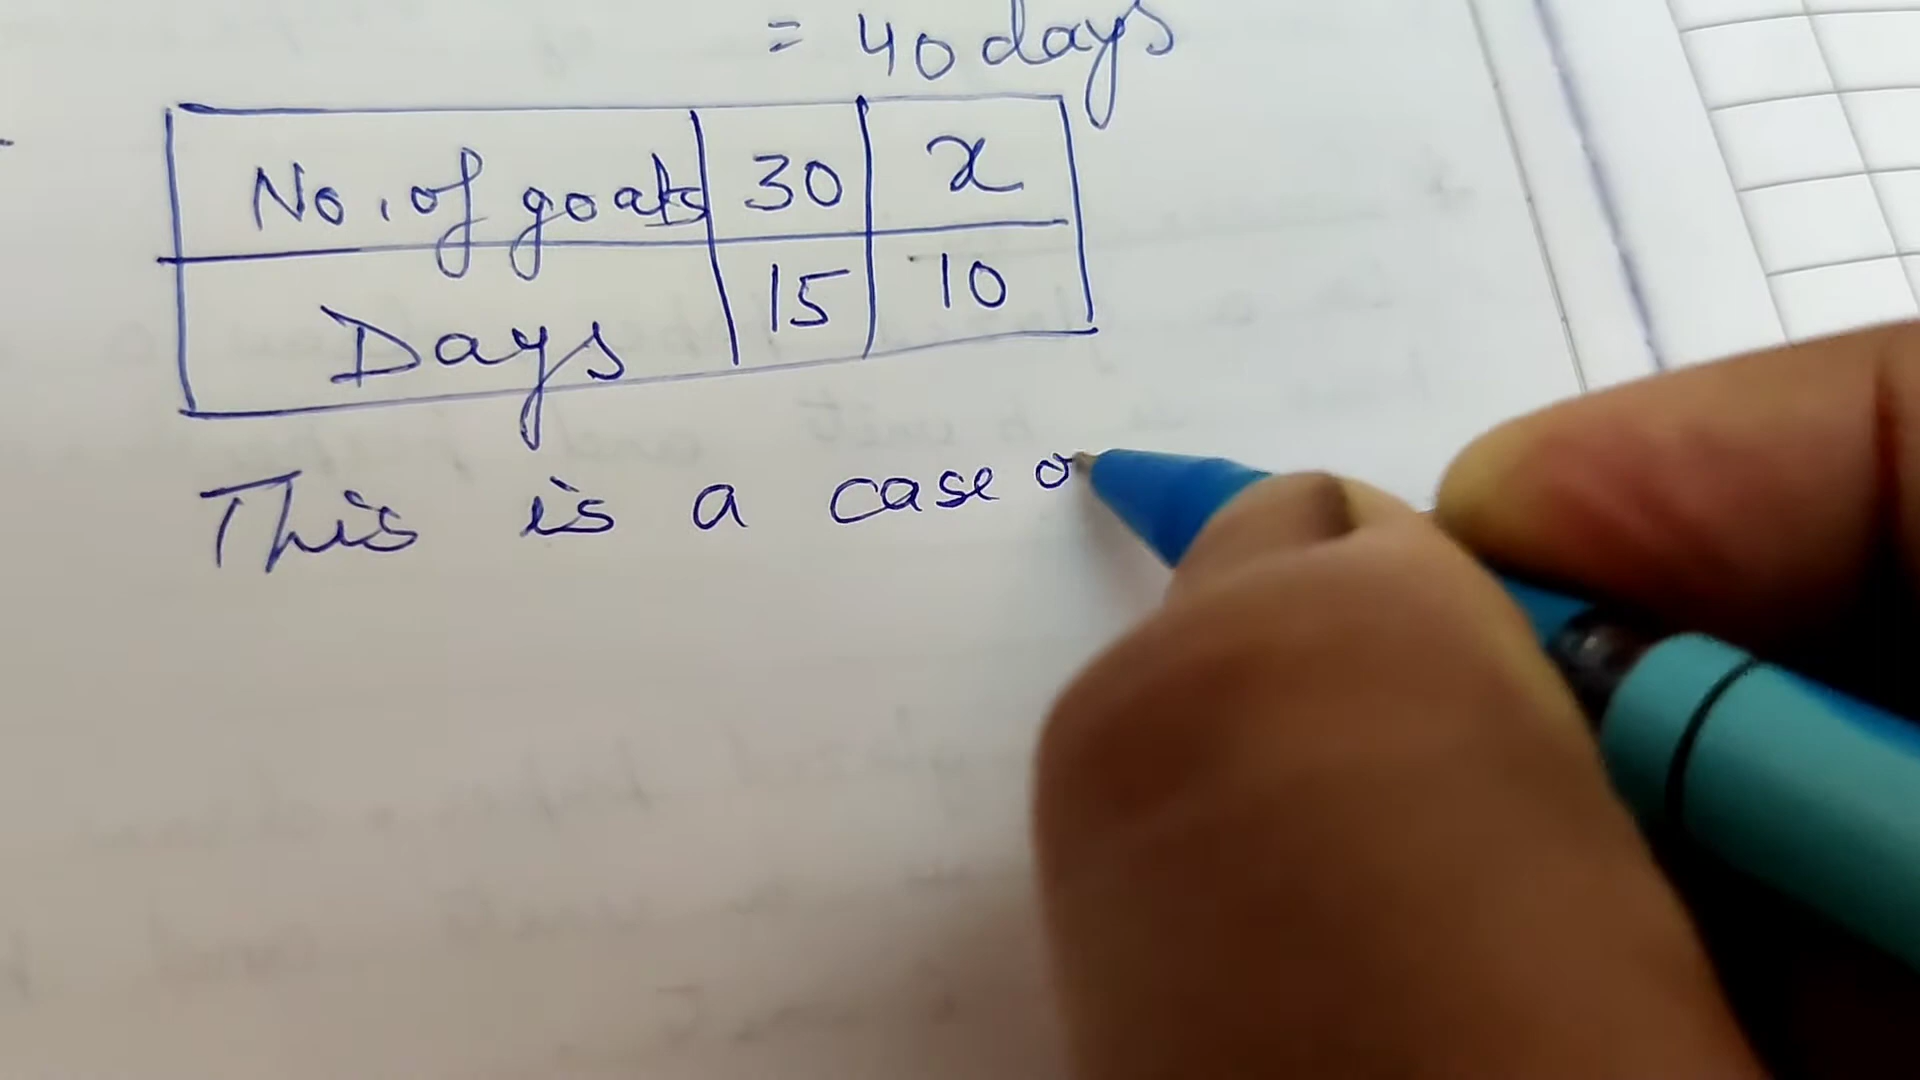 = 40 days
No. of goats 30 x
Days 15 10
This is a case o